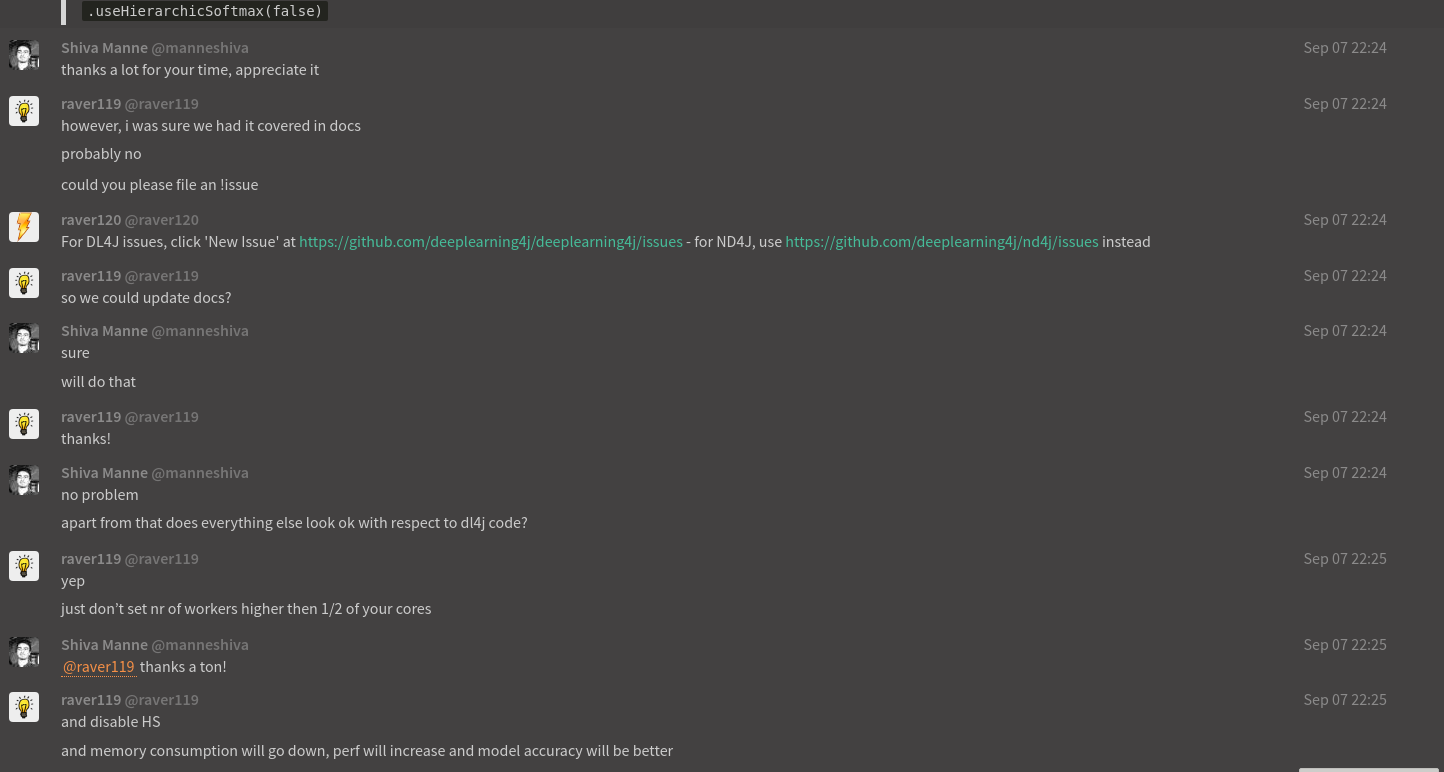 .useHierarchicSoftmax(false)
Shiva Manne @manneshiva Sep 07 22:24
thanks a lot for your time, appreciate it
raver119 @raver119 Sep 07 22:24
however, i was sure we had it covered in docs
probably no
could you please file an !issue
raver120 @raver120 Sep 07 22:24
For DL4J issues, click 'New Issue' at https://github.com/deeplearning4j/deeplearning4j/issues - for ND4J, use https://github.com/deeplearning4j/nd4j/issues instead
raver119 @raver119 Sep 07 22:24
so we could update docs?
Shiva Manne @manneshiva Sep 07 22:24
sure
will do that
raver119 @raver119 Sep 07 22:24
thanks!
Shiva Manne @manneshiva Sep 07 22:24
no problem
apart from that does everything else look ok with respect to dl4j code?
raver119 @raver119 Sep 07 22:25
yep
just don’t set nr of workers higher then 1/2 of your cores
Shiva Manne @manneshiva Sep 07 22:25
@raver119 thanks a ton!
raver119 @raver119 Sep 07 22:25
and disable HS
and memory consumption will go down, perf will increase and model accuracy will be better